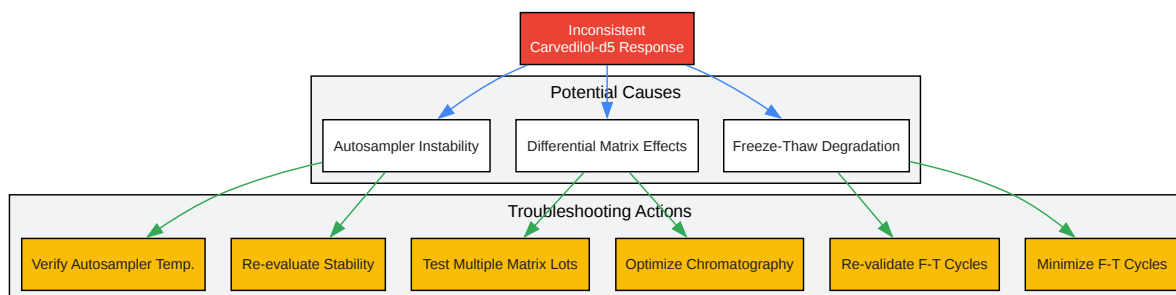 Inconsistent
Carvedilol-d5 Response
Potential Causes
Autosampler Instability
Differential Matrix Effects
Freeze-Thaw Degradation
Troubleshooting Actions
Verify Autosampler Temp.
Re-evaluate Stability
Test Multiple Matrix Lots
Optimize Chromatography
Re-validate F-T Cycles
Minimize F-T Cycles